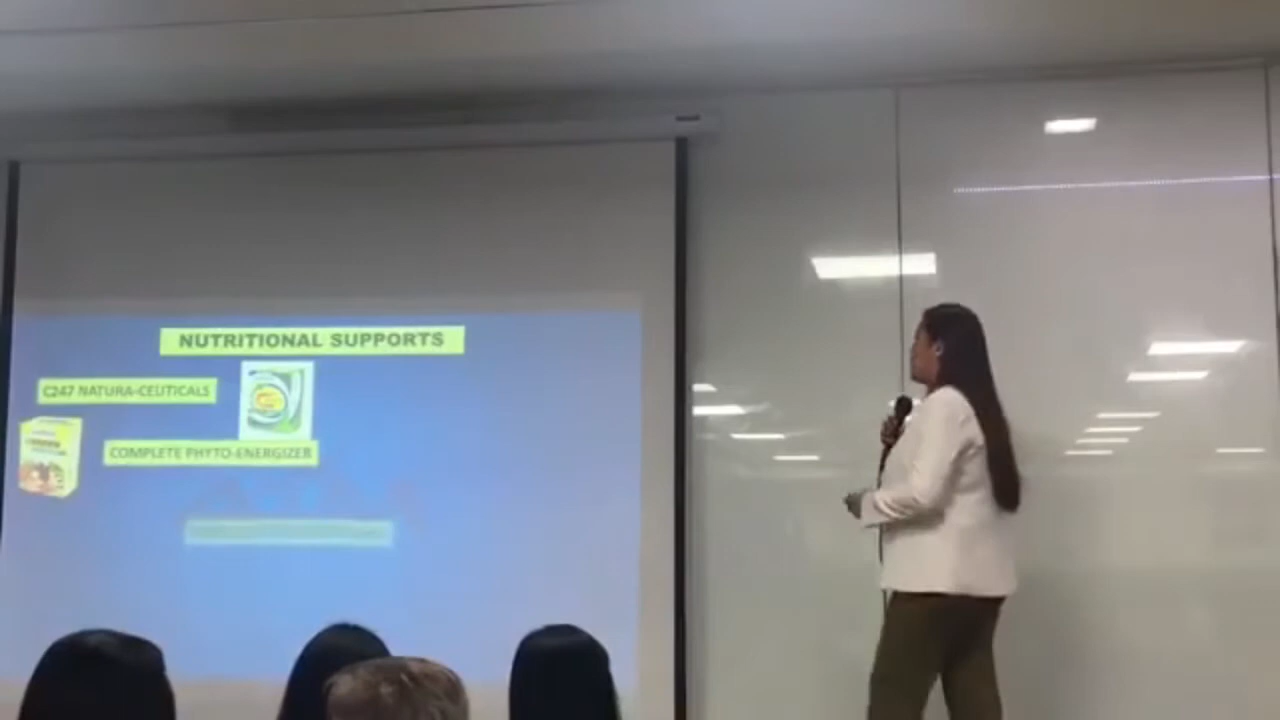 NUTRITIONAL SUPPORTS
C247 NATURA-CEUTICALS
COMPLETE PHYTO-ENERGIZER